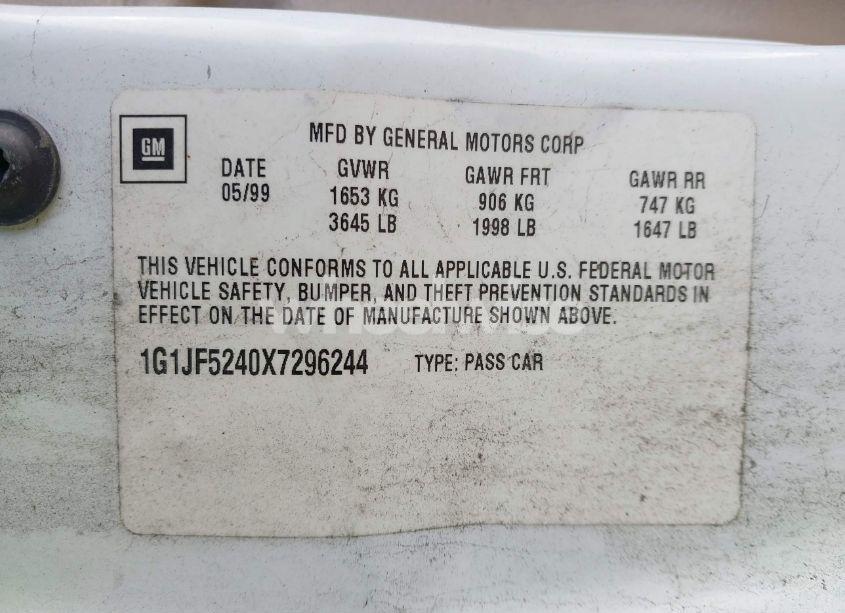 GM
MFD BY GENERAL MOTORS CORP
DATE GVWR GAWR FRT GAWR RR
05/99 1653 KG 906 KG 747 KG
3645 LB 1998 LB 1647 LB
THIS VEHICLE CONFORMS TO ALL APPLICABLE U.S. FEDERAL MOTOR
VEHICLE SAFETY, BUMPER, AND THEFT PREVENTION STANDARDS IN
EFFECT ON THE DATE OF MANUFACTURE SHOWN ABOVE.
1G1JF5240X7296244 TYPE: PASS CAR